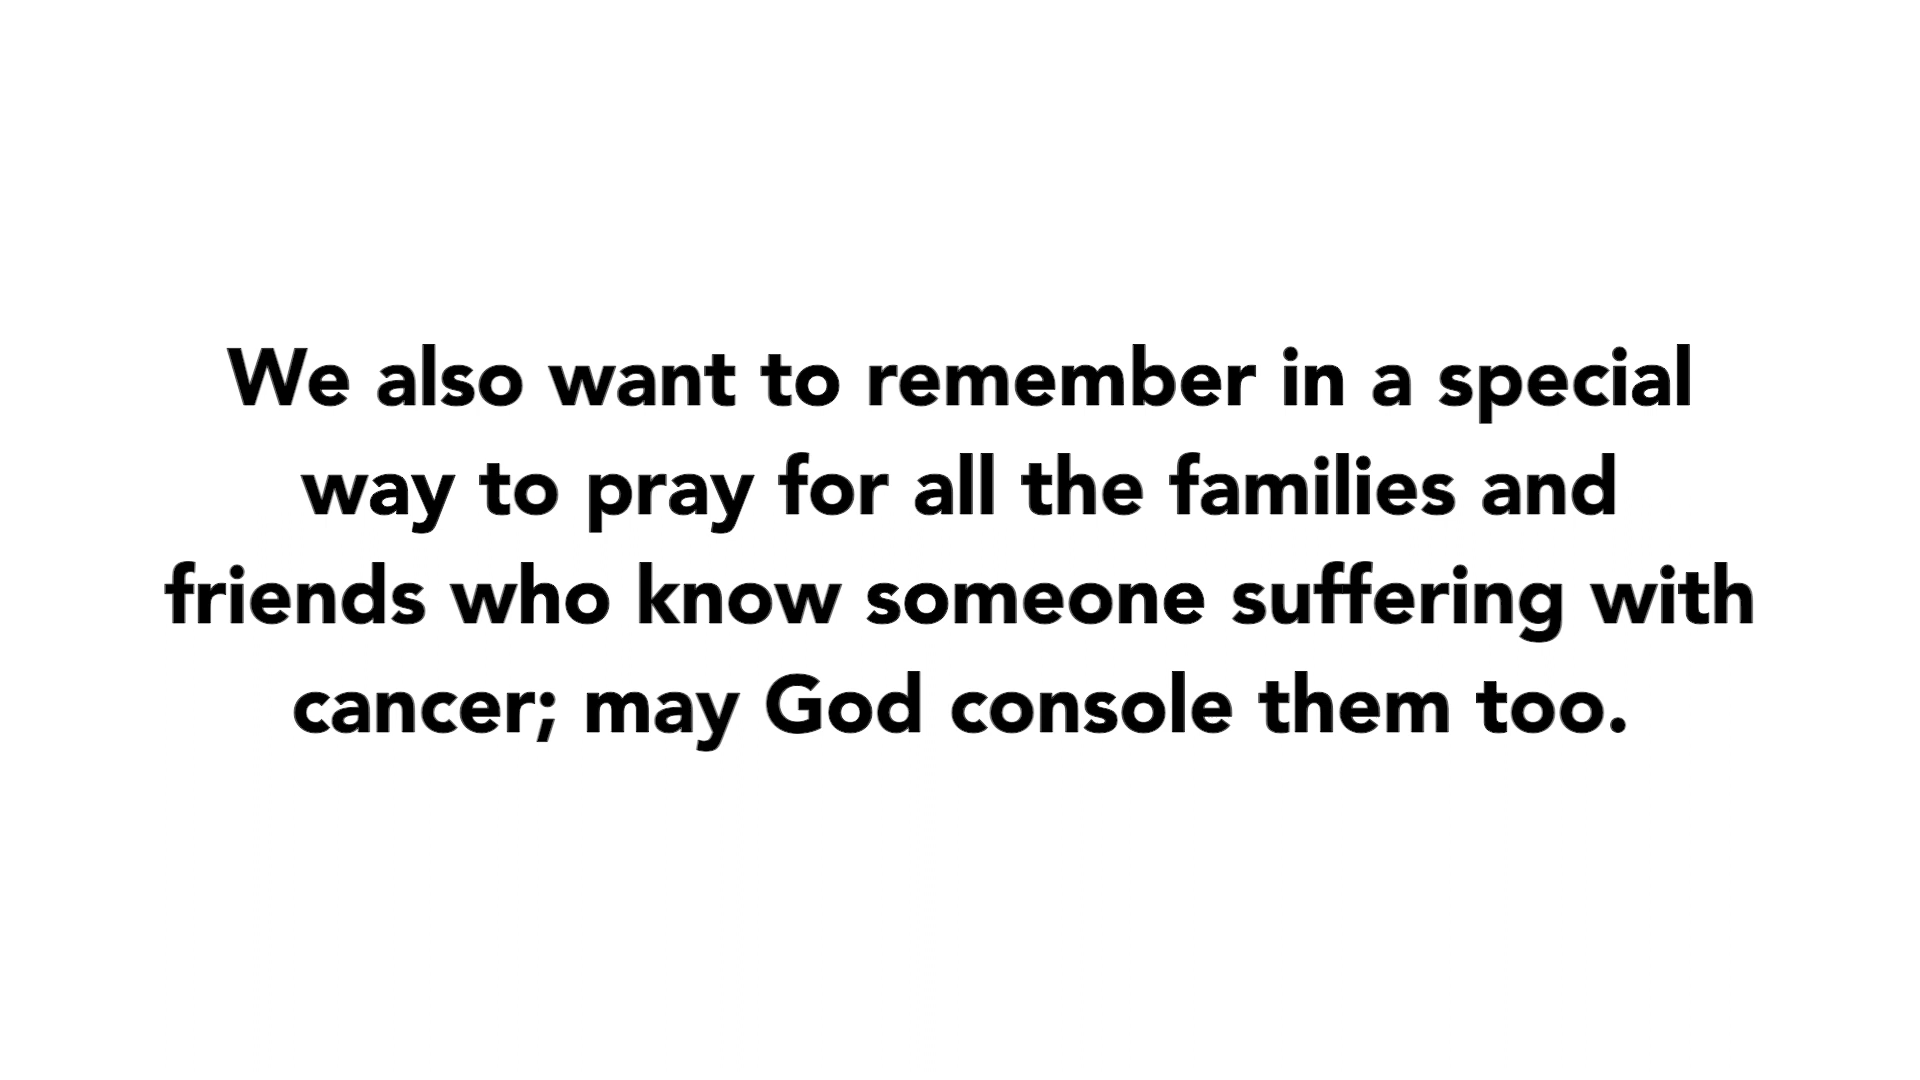 We also want to remember in a special
way to pray for all the families and
friends who know someone suffering with
cancer; may God console them too.